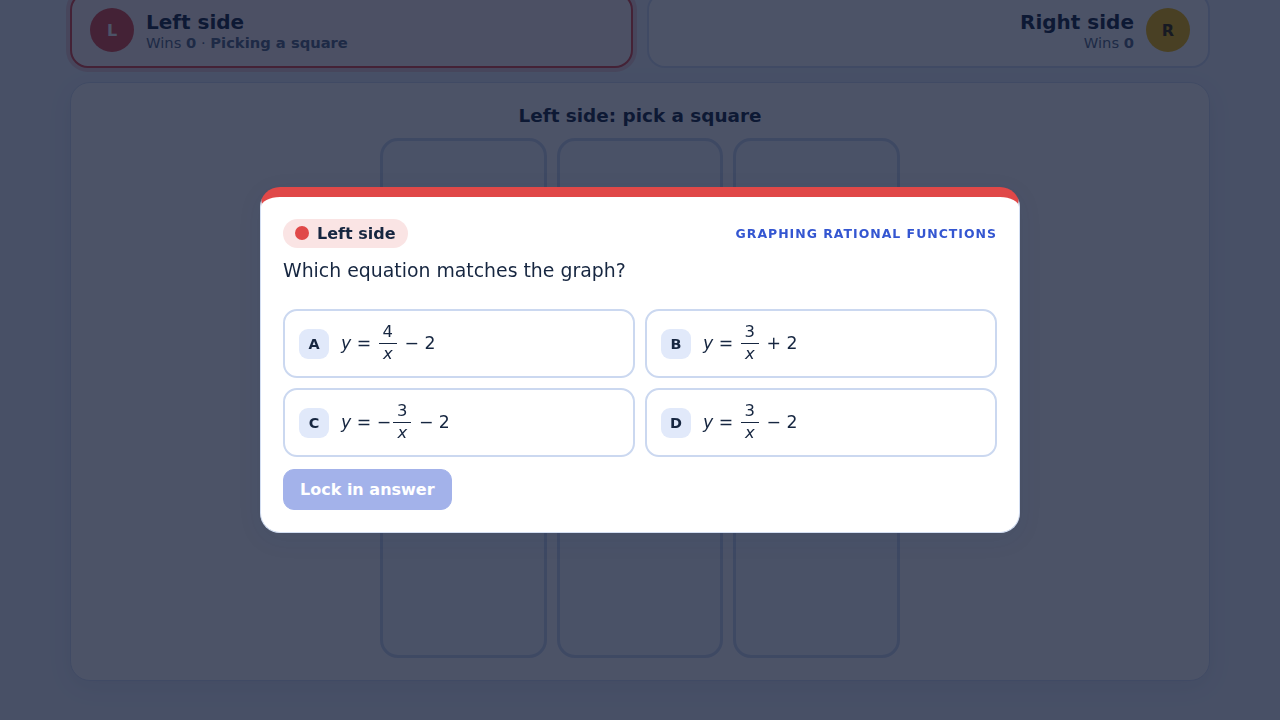 L
Left side
Wins 0 · Picking a square
Right side
Wins 0
R
Left side: pick a square
Left side
GRAPHING RATIONAL FUNCTIONS
Which equation matches the graph?
A y = 4/x − 2
B y = 3/x + 2
C y = −3/x − 2
D y = 3/x − 2
Lock in answer